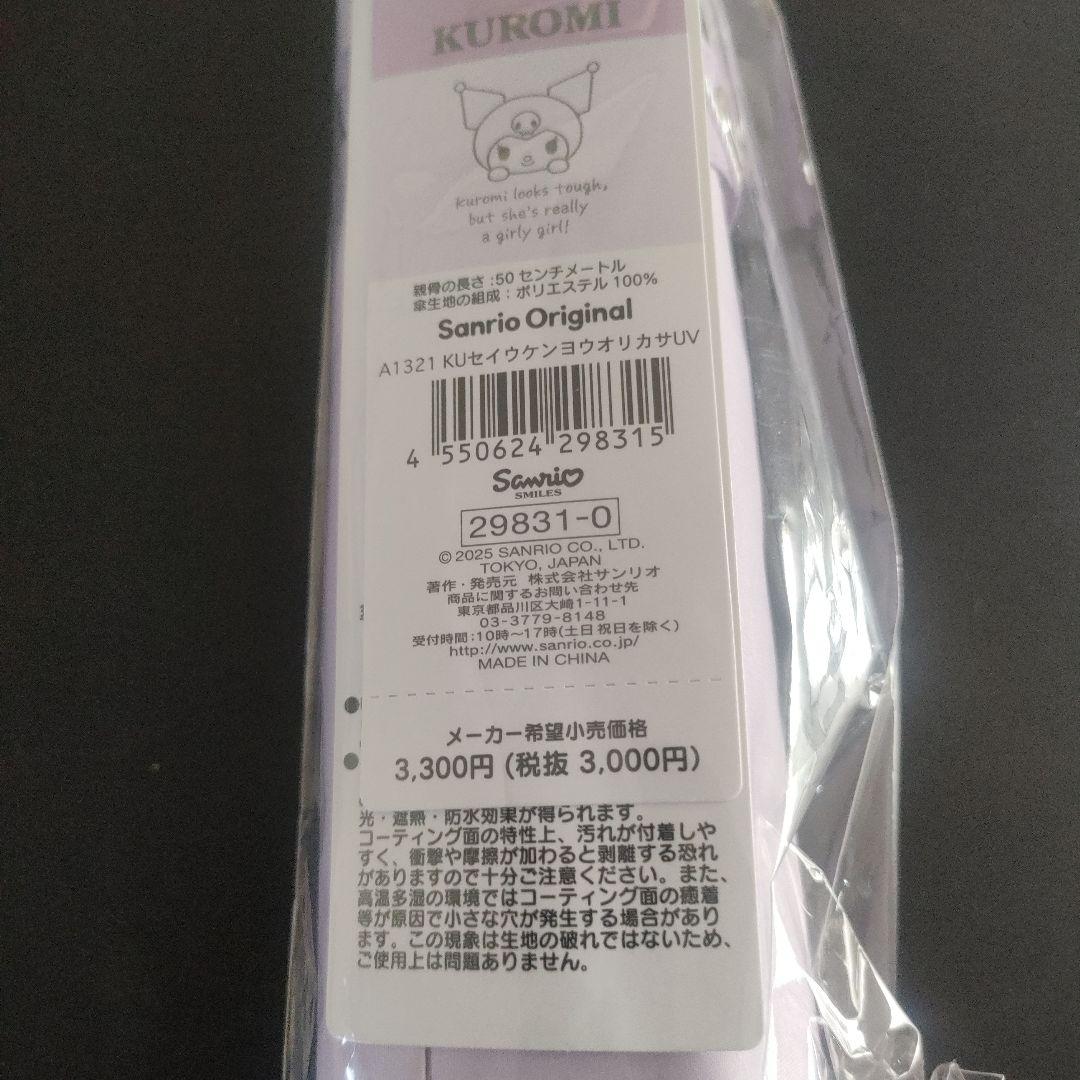 KUROMI
kuromi looks tough,
but she's really
a girly girl!
親骨の長さ:50 センチメートル
傘生地の組成:ポリエステル 100%
Sanrio Original
A1321 KUセイウケンヨウオリカサUV
4 550624 298315
Sanrio
SMILES
29831-0
© 2025 SANRIO CO., LTD.
TOKYO, JAPAN
著作・発売元 株式会社サンリオ
商品に関するお問い合わせ先
東京都品川区大崎1-11-1
03-3779-8148
受付時間:10時〜17時(土日 祝日を除く)
http://www.sanrio.co.jp/
MADE IN CHINA
メーカー希望小売価格
3,300円 (税抜 3,000円)
光・遮熱・防水効果が得られます。
コーティング面の特性上、汚れが付着しや
すく、衝撃や摩擦が加わると剥離する恐れ
がありますので十分ご注意ください。また、
高温多湿の環境ではコーティング面の癒着
等が原因で小さな穴が発生する場合があり
ます。この現象は生地の破れではないため、
ご使用上は問題ありません。